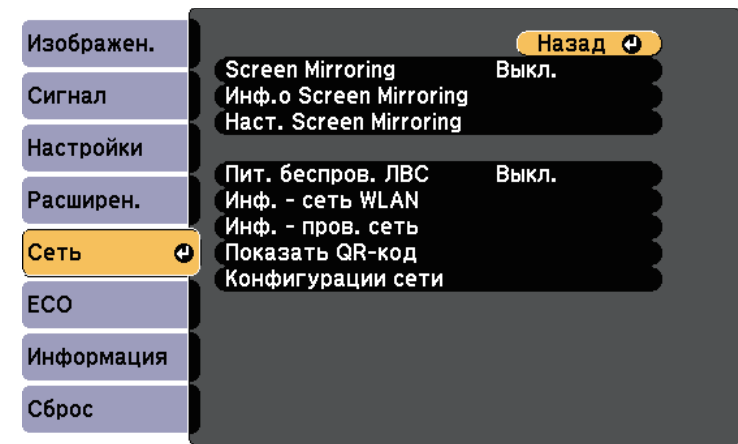 Изображен.
Сигнал
Настройки
Расширен.
Сеть
ECO
Информация
Сброс
Назад
Screen Mirroring Выкл.
Инф.о Screen Mirroring
Наст. Screen Mirroring
Пит. беспров. ЛВС Выкл.
Инф. - сеть WLAN
Инф. - пров. сеть
Показать QR-код
Конфигурации сети